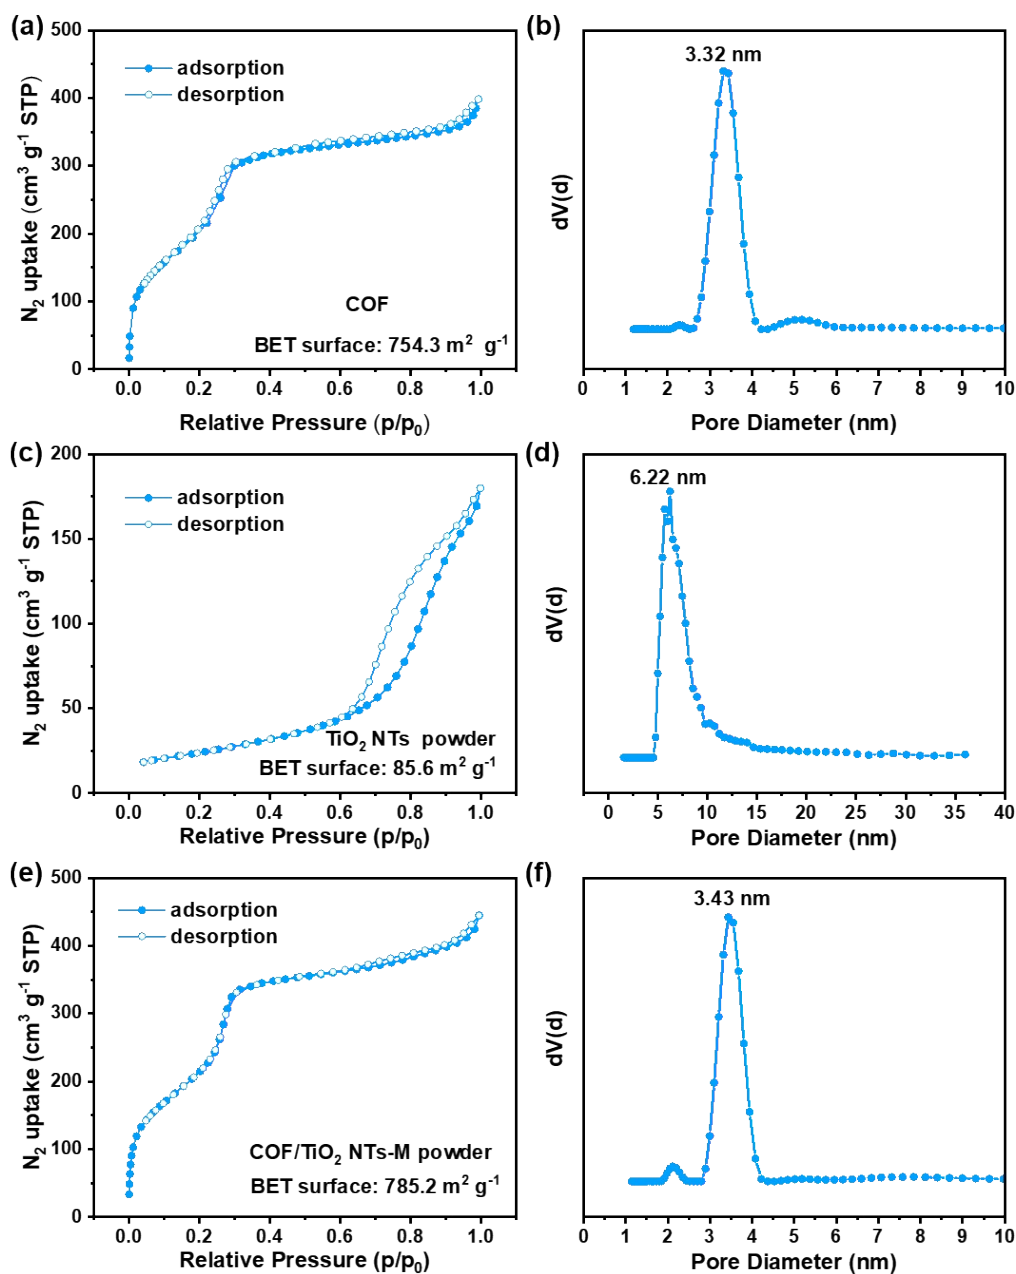 (a)
500
400
300
200
100
0
N₂ uptake (cm³ g⁻¹ STP)
adsorption
desorption
COF
BET surface: 754.3 m² g⁻¹
0.0 0.2 0.4 0.6 0.8 1.0
Relative Pressure (p/p₀)
(b)
3.32 nm
dV(d)
0 1 2 3 4 5 6 7 8 9 10
Pore Diameter (nm)
(c)
200
150
100
50
0
N₂ uptake (cm³ g⁻¹ STP)
adsorption
desorption
TiO₂ NTs powder
BET surface: 85.6 m² g⁻¹
0.0 0.2 0.4 0.6 0.8 1.0
Relative Pressure (p/p₀)
(d)
6.22 nm
dV(d)
0 5 10 15 20 25 30 35 40
Pore Diameter (nm)
(e)
500
400
300
200
100
0
N₂ uptake (cm³ g⁻¹ STP)
adsorption
desorption
COF/TiO₂ NTs-M powder
BET surface: 785.2 m² g⁻¹
0.0 0.2 0.4 0.6 0.8 1.0
Relative Pressure (p/p₀)
(f)
3.43 nm
dV(d)
0 1 2 3 4 5 6 7 8 9 10
Pore Diameter (nm)